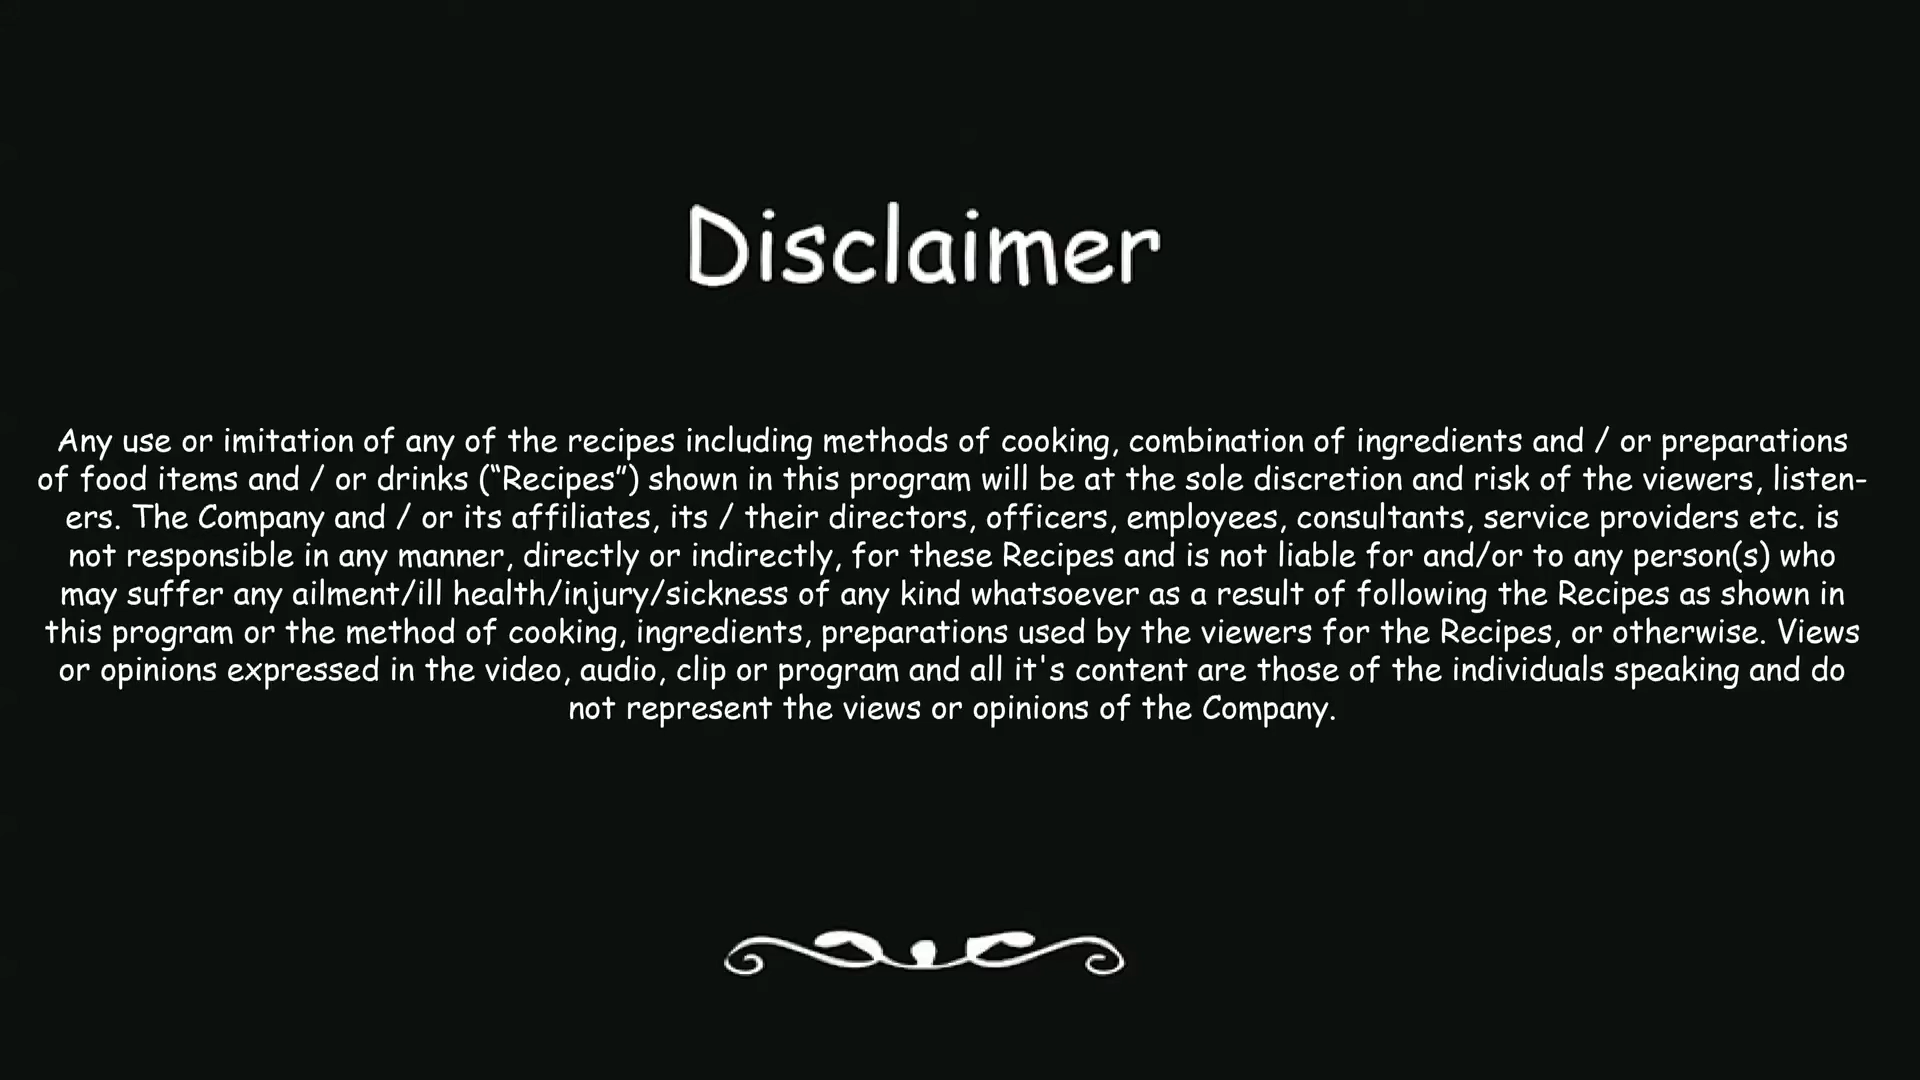 Disclaimer
Any use or imitation of any of the recipes including methods of cooking, combination of ingredients and / or preparations
of food items and / or drinks (“Recipes”) shown in this program will be at the sole discretion and risk of the viewers, listen-
ers. The Company and / or its affiliates, its / their directors, officers, employees, consultants, service providers etc. is
not responsible in any manner, directly or indirectly, for these Recipes and is not liable for and/or to any person(s) who
may suffer any ailment/ill health/injury/sickness of any kind whatsoever as a result of following the Recipes as shown in
this program or the method of cooking, ingredients, preparations used by the viewers for the Recipes, or otherwise. Views
or opinions expressed in the video, audio, clip or program and all it's content are those of the individuals speaking and do
not represent the views or opinions of the Company.